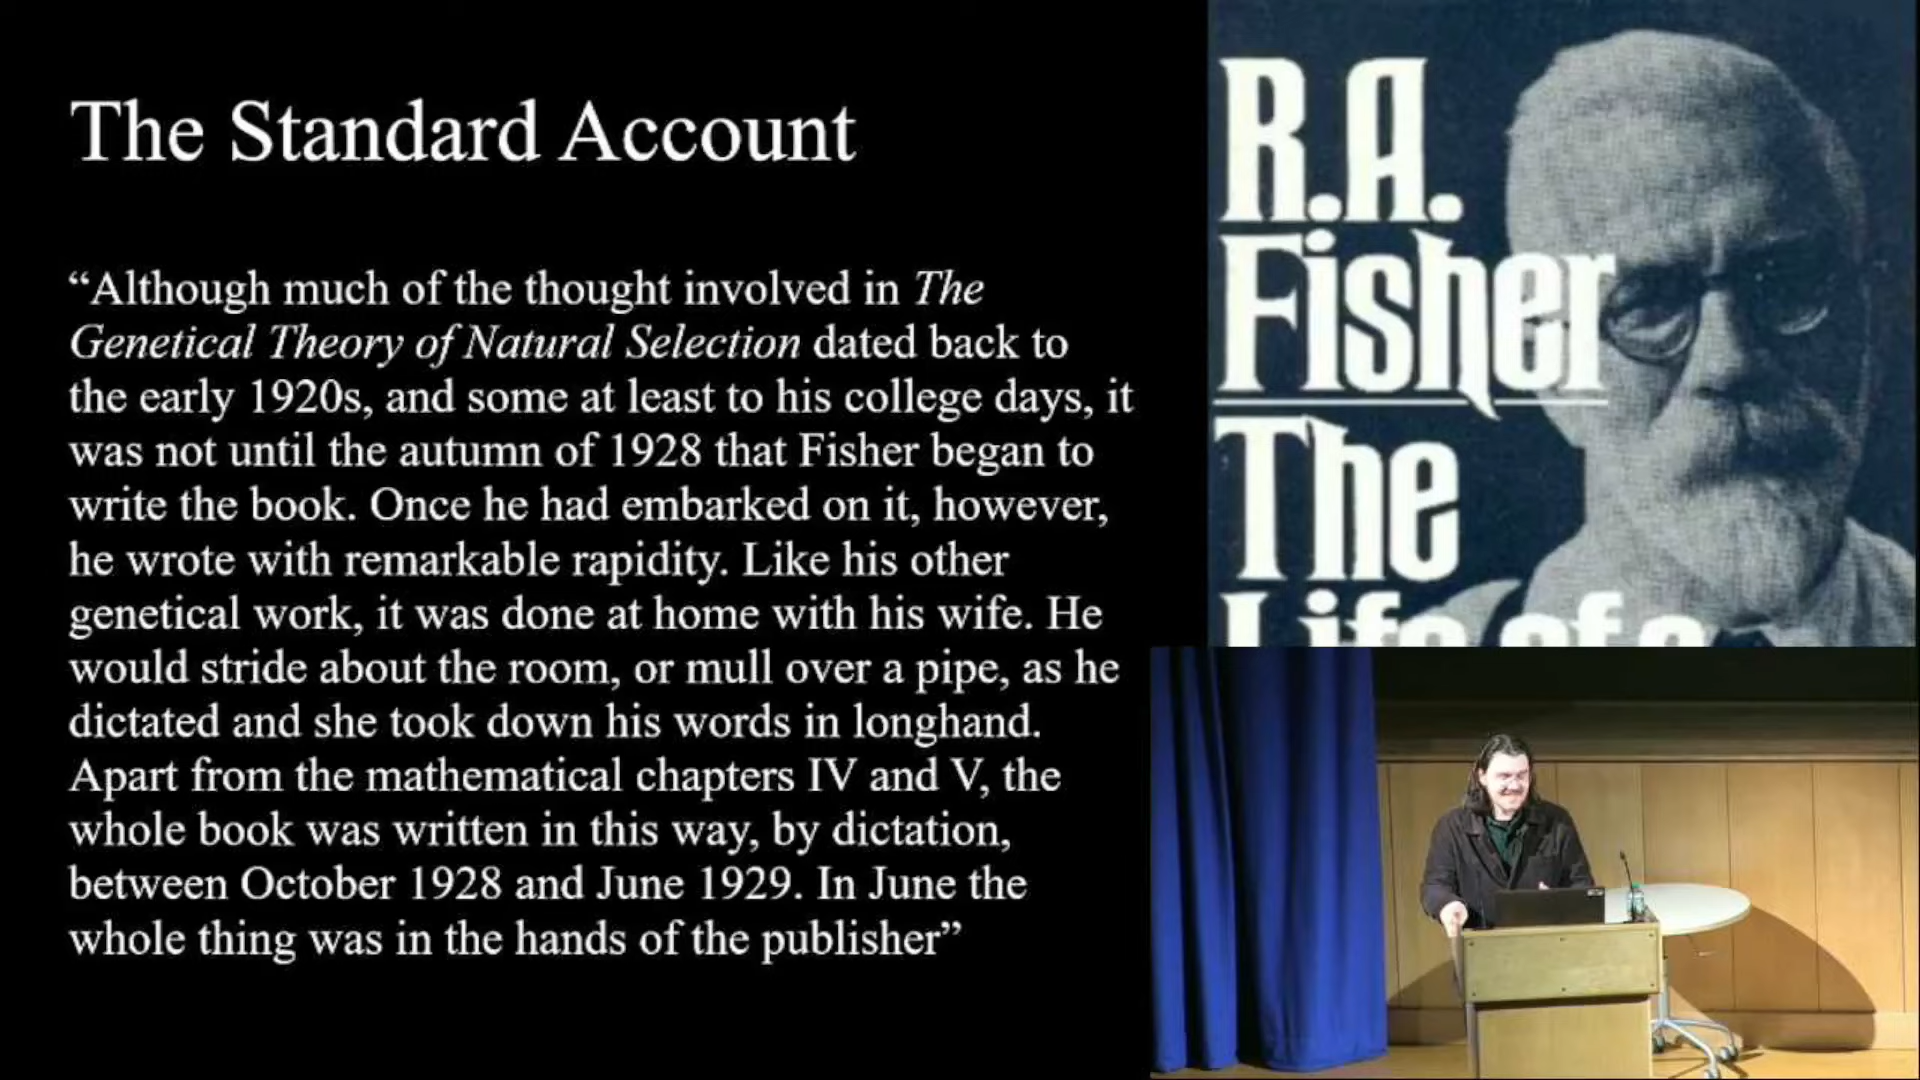 The Standard Account
“Although much of the thought involved in The
Genetical Theory of Natural Selection dated back to
the early 1920s, and some at least to his college days, it
was not until the autumn of 1928 that Fisher began to
write the book. Once he had embarked on it, however,
he wrote with remarkable rapidity. Like his other
genetical work, it was done at home with his wife. He
would stride about the room, or mull over a pipe, as he
dictated and she took down his words in longhand.
Apart from the mathematical chapters IV and V, the
whole book was written in this way, by dictation,
between October 1928 and June 1929. In June the
whole thing was in the hands of the publisher”
R.A.
Fisher
The
Life of a